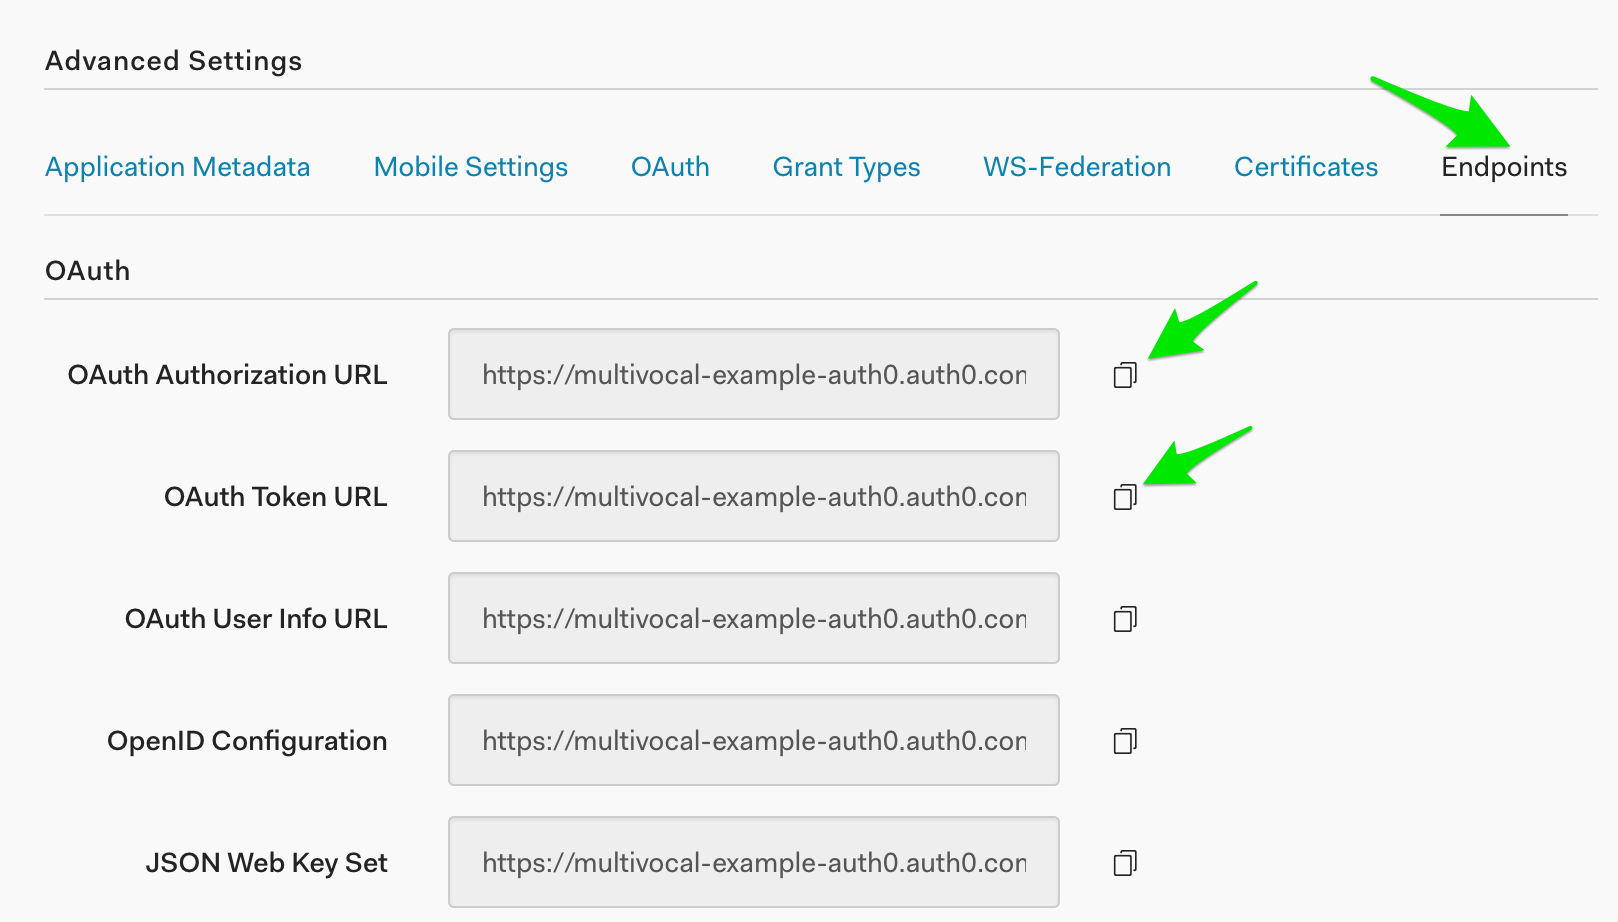 Advanced Settings
Application Metadata Mobile Settings OAuth Grant Types WS-Federation Certificates Endpoints
OAuth
OAuth Authorization URL https://multivocal-example-auth0.auth0.con
OAuth Token URL https://multivocal-example-auth0.auth0.con
OAuth User Info URL https://multivocal-example-auth0.auth0.con
OpenID Configuration https://multivocal-example-auth0.auth0.con
JSON Web Key Set https://multivocal-example-auth0.auth0.con